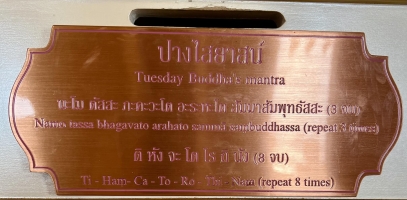 ปางไสยาสน์
Tuesday Buddha's mantra
นะโม ตัสสะ ภะคะวะโต อะระหะโต สัมมาสัมพุทธัสสะ (3 จบ)
Namo tassa bhagavato arahato samma sambuddhassa (repeat 3 times)
ติ หัง จะ โต โร ถิ นัง (8 จบ)
Ti - Ham - Ca - To - Ro - Thi - Nam (repeat 8 times)